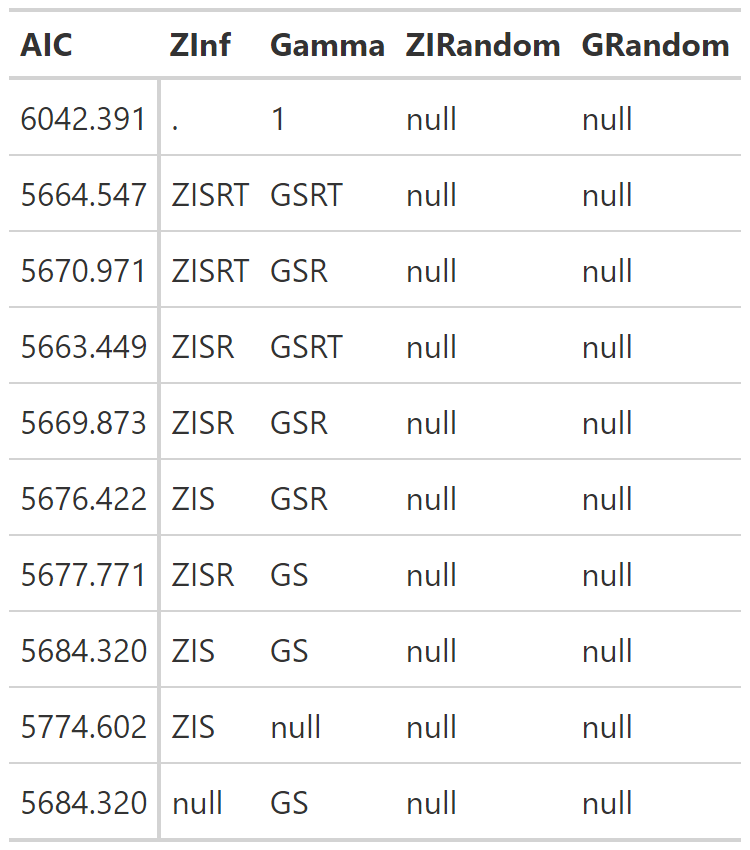 AIC ZInf Gamma ZIRandom GRandom
6042.391 . 1 null null
5664.547 ZISRT GSRT null null
5670.971 ZISRT GSR null null
5663.449 ZISR GSRT null null
5669.873 ZISR GSR null null
5676.422 ZIS GSR null null
5677.771 ZISR GS null null
5684.320 ZIS GS null null
5774.602 ZIS null null null
5684.320 null GS null null